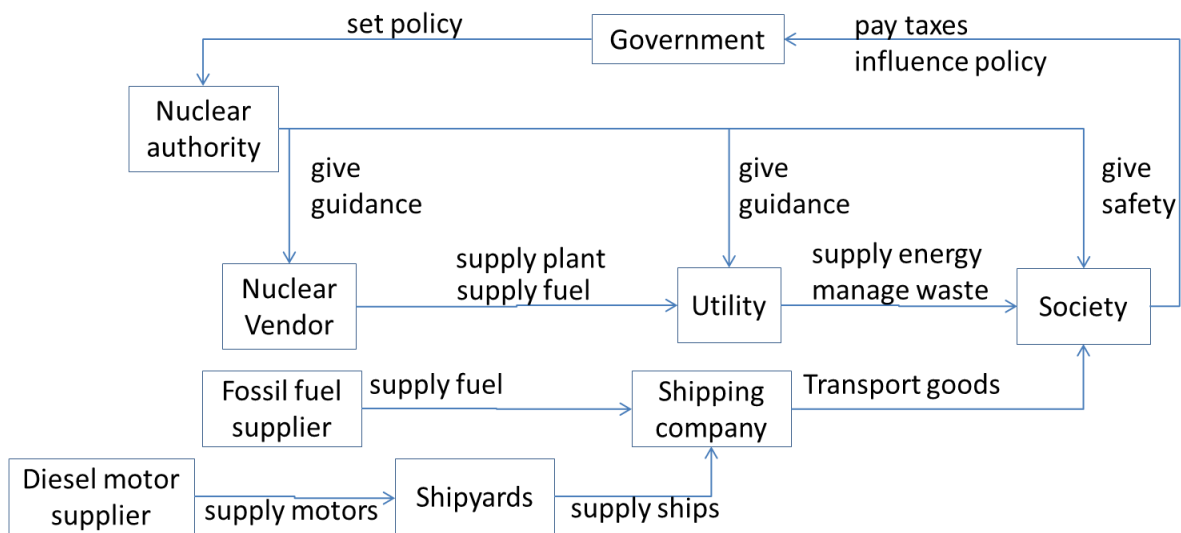 set policy
Government
pay taxes
influence policy
Nuclear
authority
give
guidance
give
guidance
give
safety
Nuclear
Vendor
supply plant
supply fuel
Utility
supply energy
manage waste
Society
Fossil fuel
supplier
supply fuel
Shipping
company
Transport goods
Diesel motor
supplier
supply motors
Shipyards
supply ships